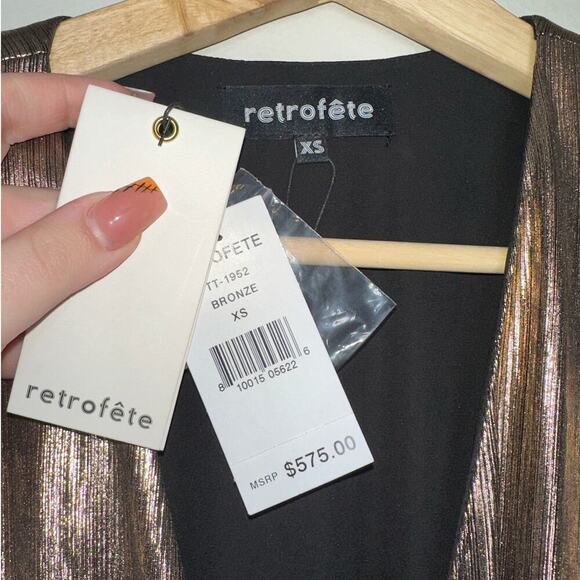 retrofête
XS
OFETE
TT-1952
BRONZE
XS
8 10015 05622 6
MSRP $575.00
retrofête